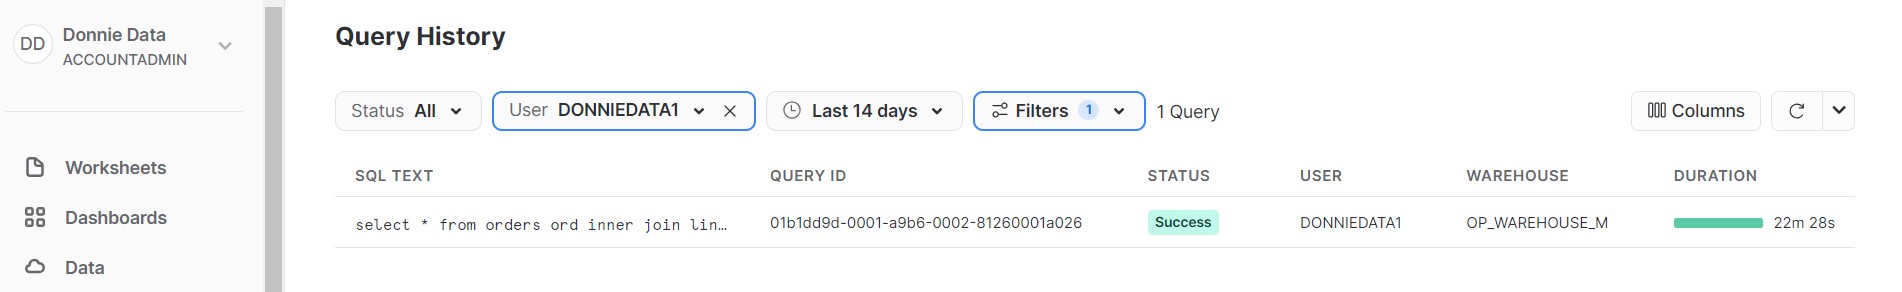 DD Donnie Data
ACCOUNTADMIN
Worksheets
Dashboards
Data
Query History
Status All User DONNIEDATA1 Last 14 days Filters 1 1 Query Columns
SQL TEXT QUERY ID STATUS USER WAREHOUSE DURATION
select * from orders ord inner join lin… 01b1dd9d-0001-a9b6-0002-81260001a026 Success DONNIEDATA1 OP_WAREHOUSE_M 22m 28s